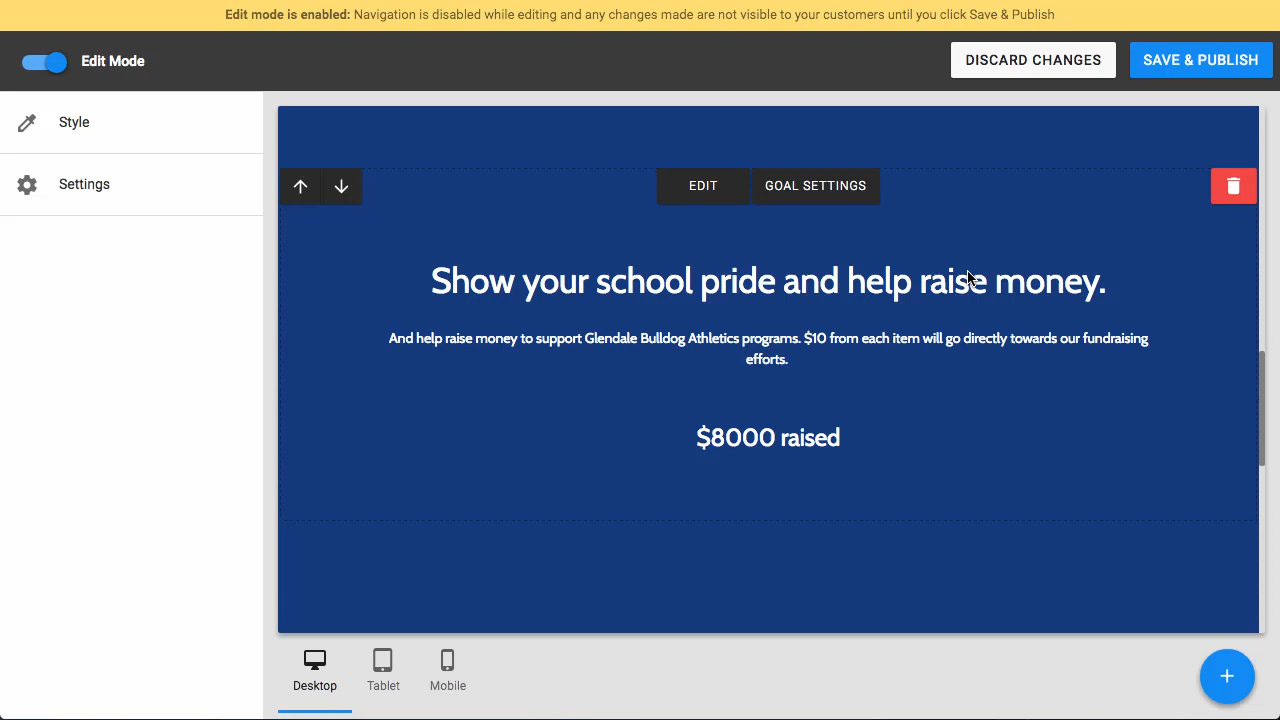 Edit mode is enabled: Navigation is disabled while editing and any changes made are not visible to your customers until you click Save & Publish
Edit Mode
DISCARD CHANGES
SAVE & PUBLISH
Style
Settings
EDIT
GOAL SETTINGS
Show your school pride and help raise money.
And help raise money to support Glendale Bulldog Athletics programs. $10 from each item will go directly towards our fundraising
efforts.
$8000 raised
Desktop
Tablet
Mobile